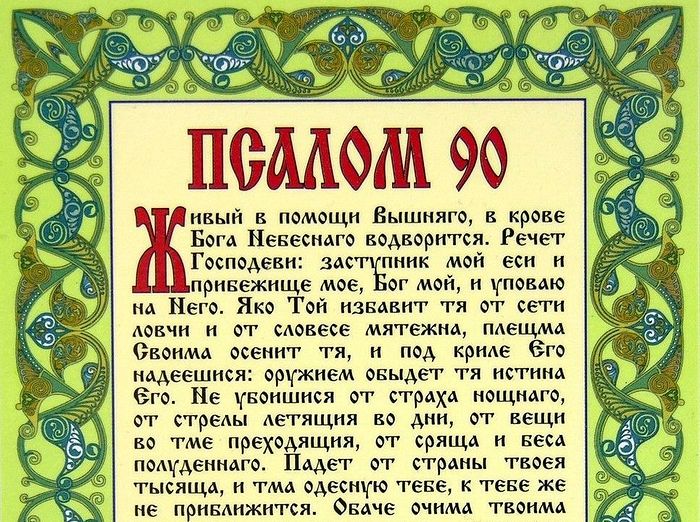 ПСАЛОМ 90
Живый в помощи Вышняго, в крове
Бога Небеснаго водворится. Речет
Господеви: заступник мой еси и
прибежище мое, Бог мой, и уповаю
на Него. Яко Той избавит тя от сети
ловчи и от словесе мятежна, плещма
Своима осенит тя, и под криле Его
надеешися: оружием обыдет тя истина
Его. Не убоишися от страха нощнаго,
от стрелы летящия во дни, от вещи
во тме преходящия, от сряща и беса
полуденнаго. Падет от страны твоея
тысяща, и тма одесную тебе, к тебе же
не приближится. Обаче очима твоима